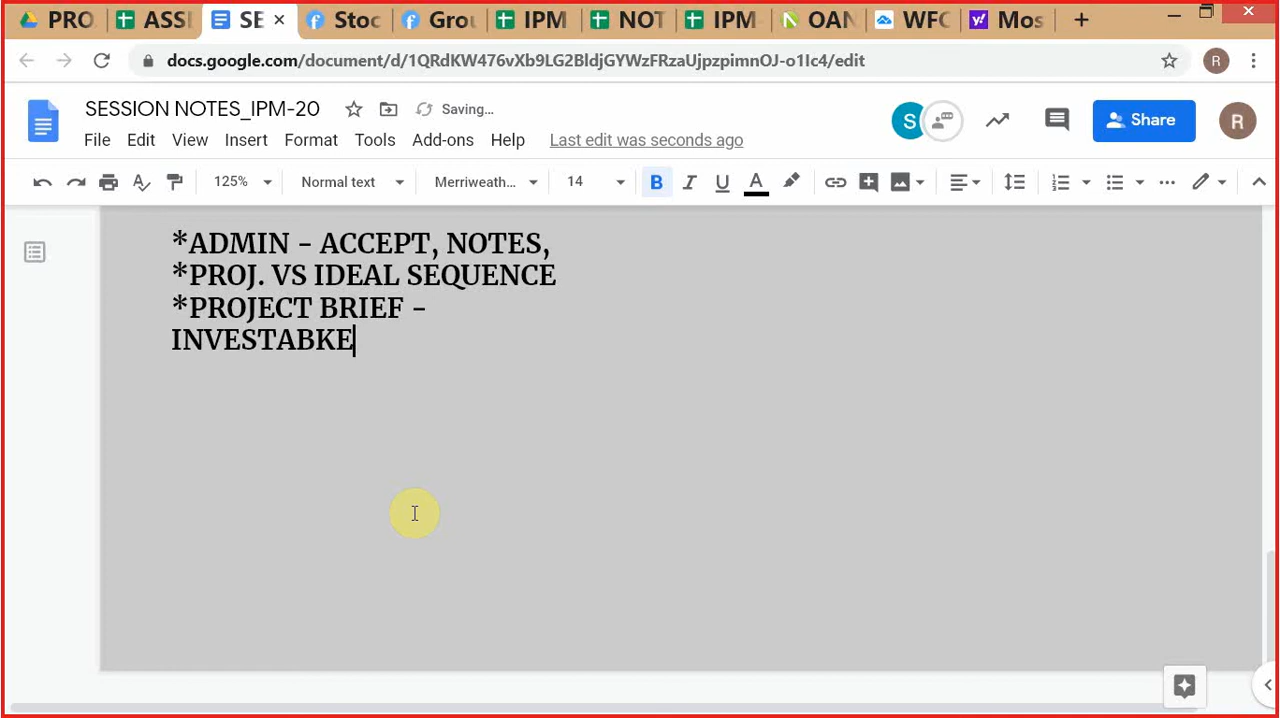 PRO ASSI SE × Stoc Grou IPM- NOT IPM- OAN WFC Mos +
docs.google.com/document/d/1QRdKW476vXb9LG2BldjGYWzFRzaUjpzpimnOJ-o1Ic4/edit R
SESSION NOTES_IPM-20 Saving... S Share R
File Edit View Insert Format Tools Add-ons Help Last edit was seconds ago
125% Normal text Merriweath... 14 B I U A
*ADMIN - ACCEPT, NOTES,
*PROJ. VS IDEAL SEQUENCE
*PROJECT BRIEF -
INVESTABKE